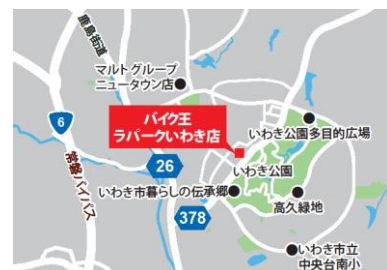 鹿島街道
マルトグループ
ニュータウン店
6
常磐バイパス
バイク王
ラパークいわき店
26
378
いわき公園多目的広場
いわき公園
いわき市暮らしの伝承郷
高久緑地
いわき市立
中央台南小